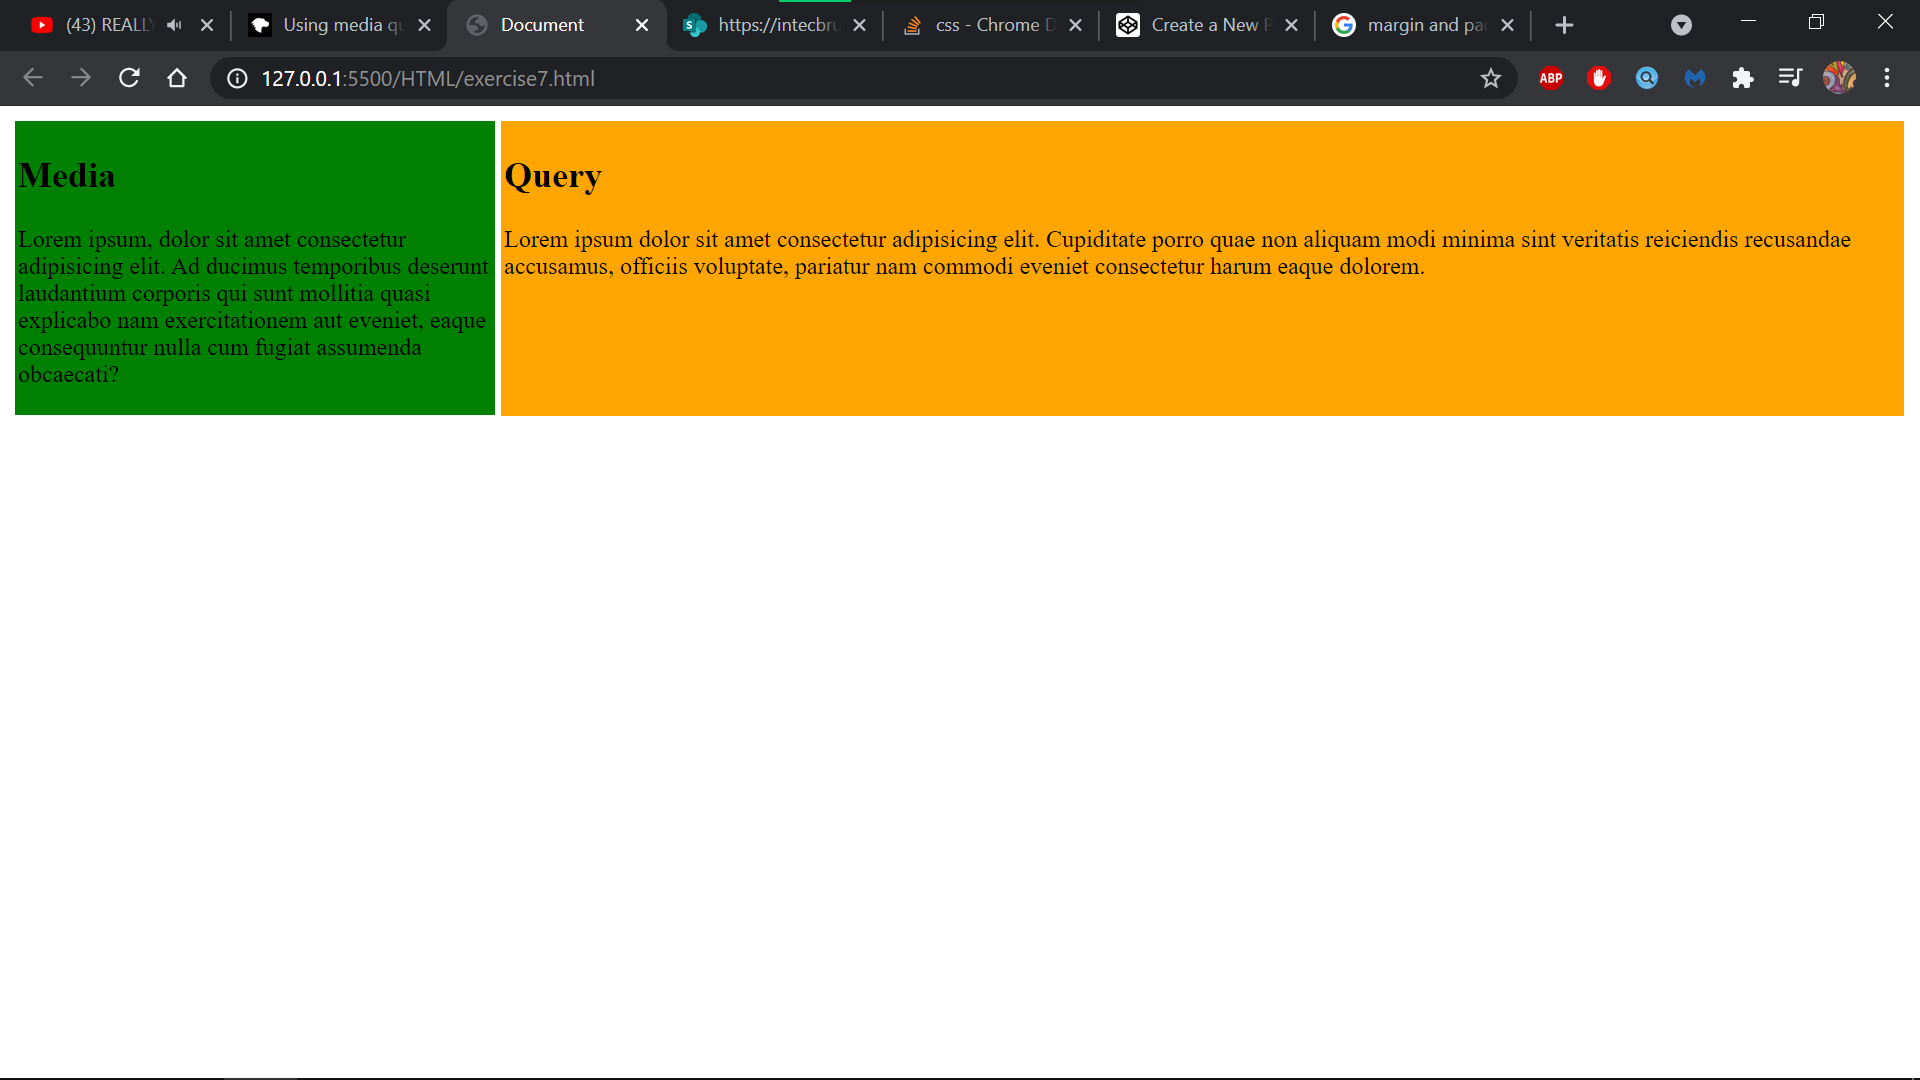 (43) REALLY
Using media qu
Document
https://intecbru
css - Chrome D
Create a New P
margin and pad
127.0.0.1:5500/HTML/exercise7.html
ABP
Media
Lorem ipsum, dolor sit amet consectetur
adipisicing elit. Ad ducimus temporibus deserunt
laudantium corporis qui sunt mollitia quasi
explicabo nam exercitationem aut eveniet, eaque
consequuntur nulla cum fugiat assumenda
obcaecati?
Query
Lorem ipsum dolor sit amet consectetur adipisicing elit. Cupiditate porro quae non aliquam modi minima sint veritatis reiciendis recusandae
accusamus, officiis voluptate, pariatur nam commodi eveniet consectetur harum eaque dolorem.